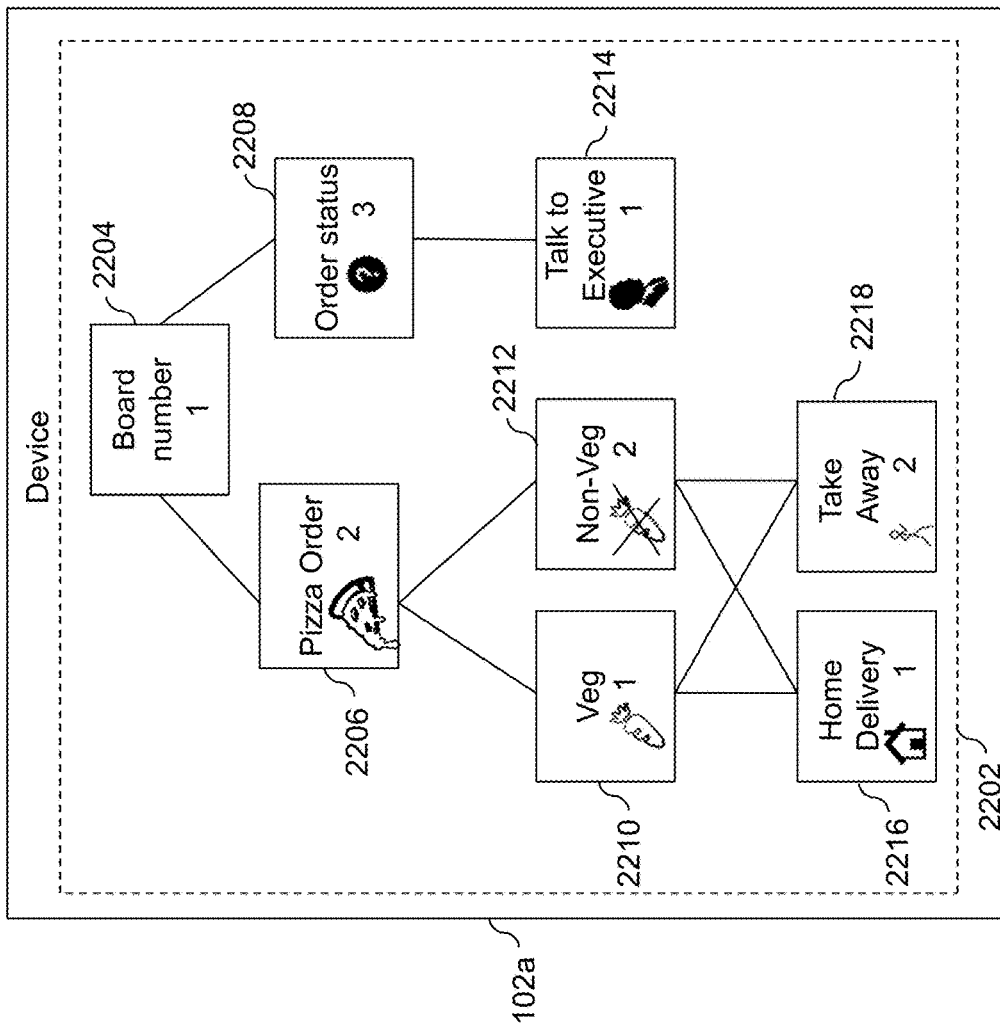 Device
2204
Board
number
1
2208
Pizza Order
2
2206
Order status
3
2212
2214
Veg
1
2210
Non-Veg
2
Talk to
Executive
1
2218
Home
Delivery
1
2216
Take
Away
2
2202
102a